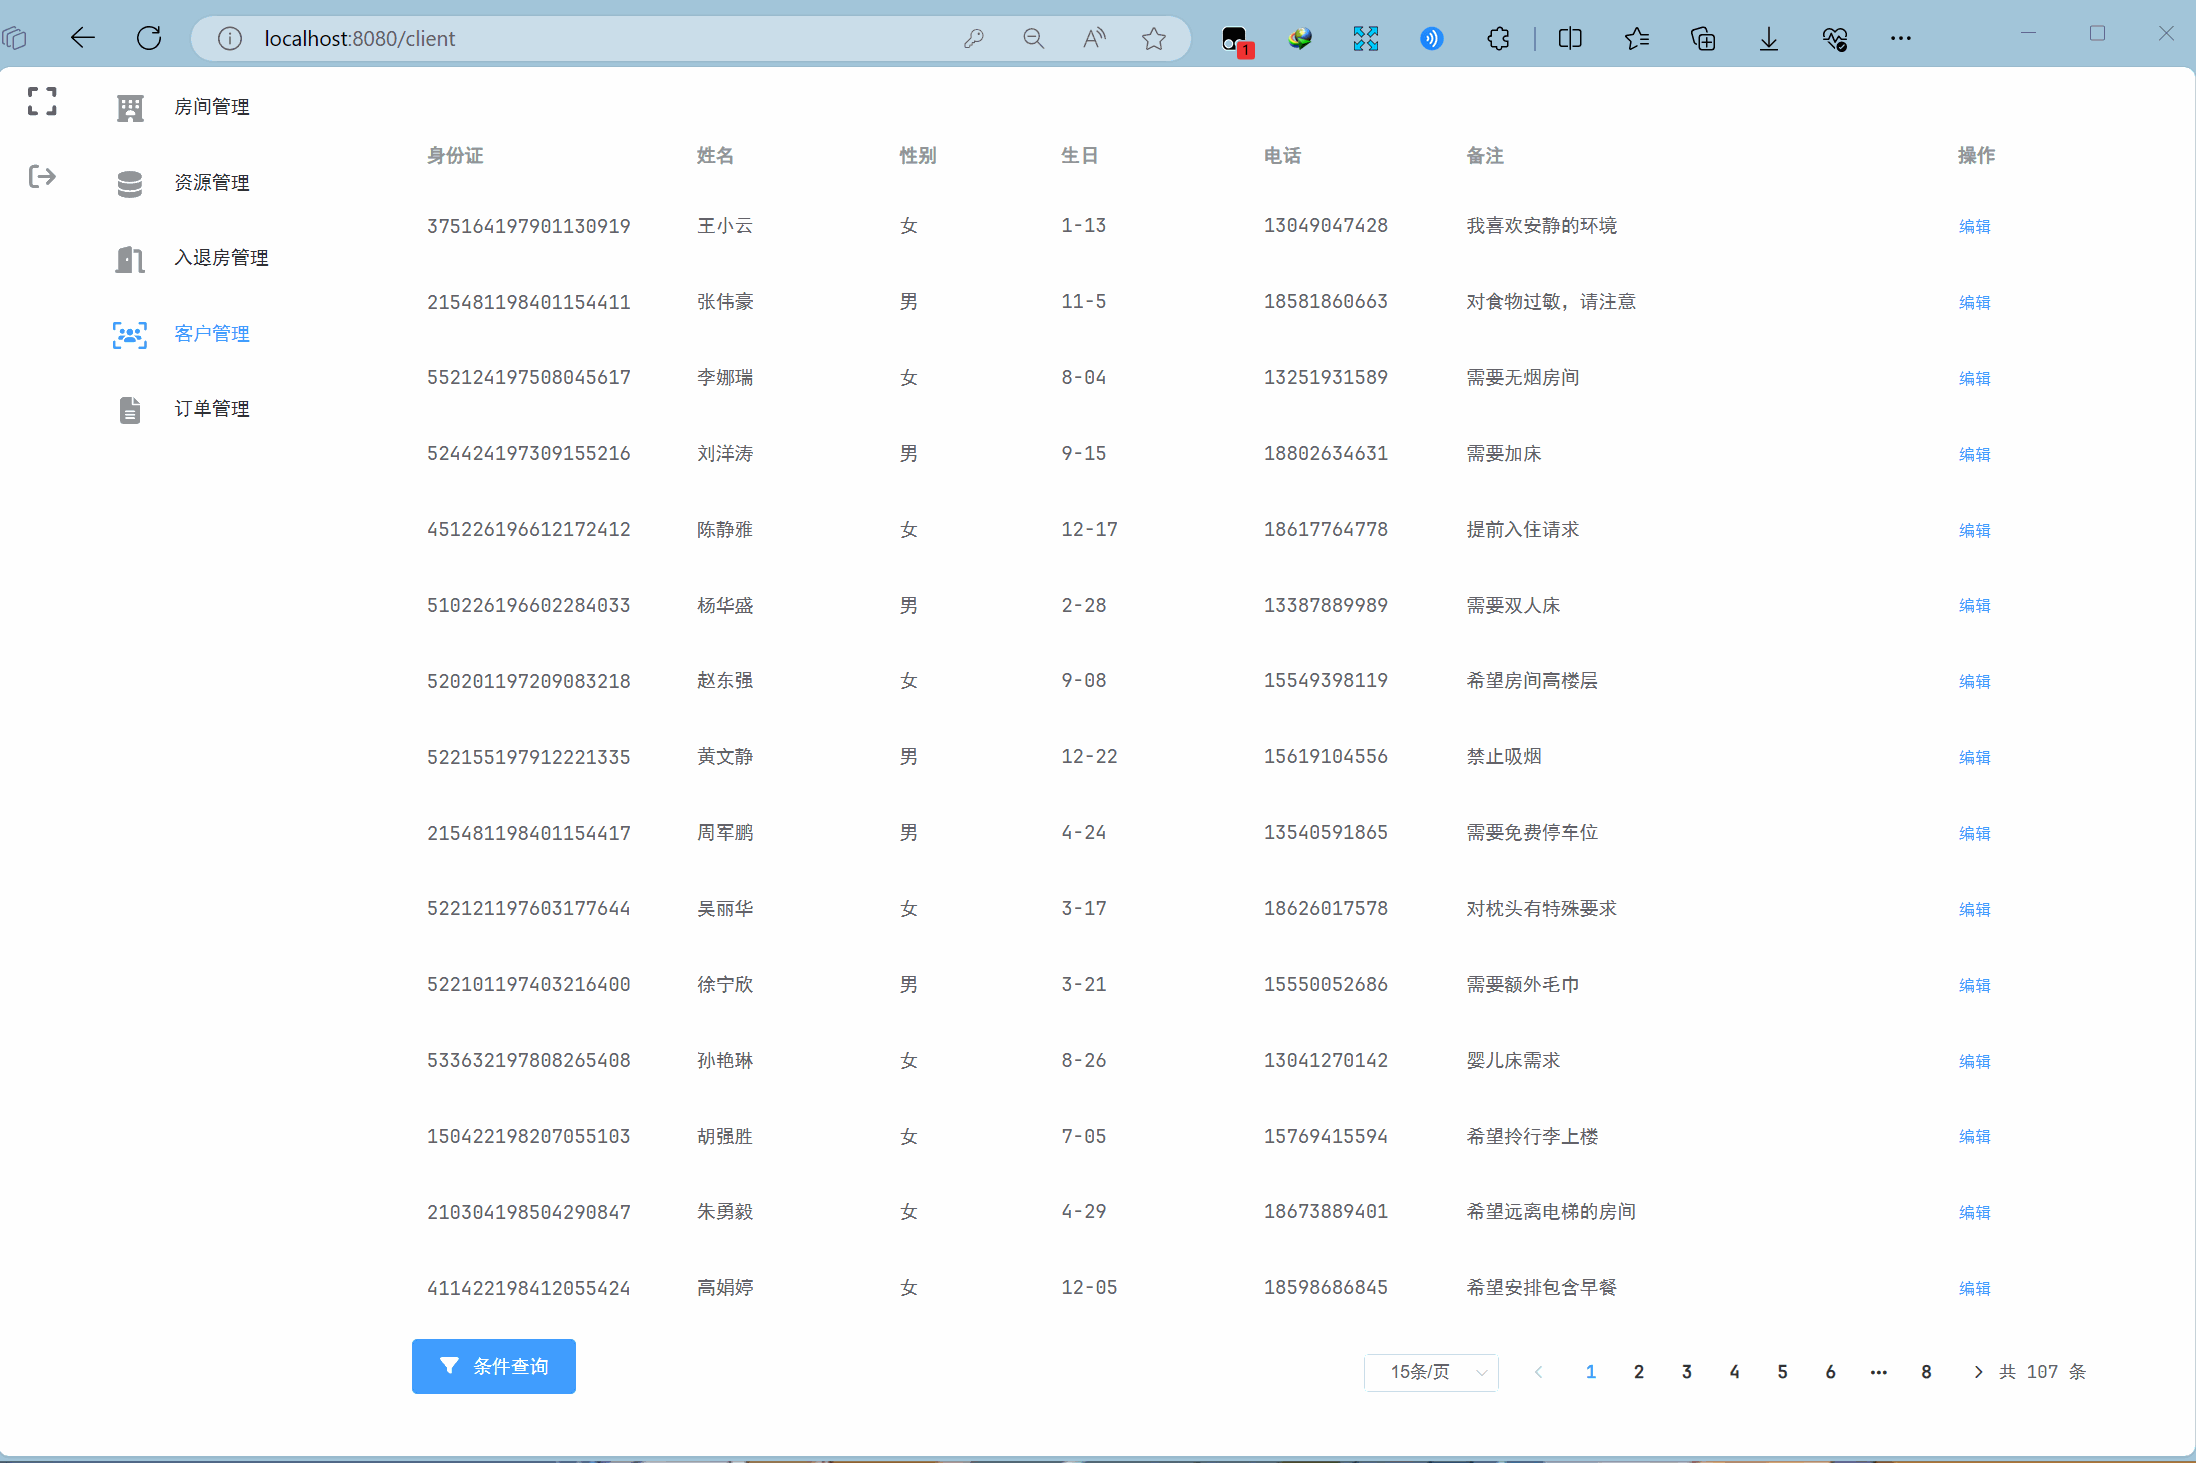 localhost:8080/client
1
房间管理
资源管理
入退房管理
客户管理
订单管理
身份证 姓名 性别 生日 电话 备注 操作
375164197901130919 王小云 女 1-13 13049047428 我喜欢安静的环境 编辑
215481198401154411 张伟豪 男 11-5 18581860663 对食物过敏，请注意 编辑
552124197508045617 李娜瑞 女 8-04 13251931589 需要无烟房间 编辑
524424197309155216 刘洋涛 男 9-15 18802634631 需要加床 编辑
451226196612172412 陈静雅 女 12-17 18617764778 提前入住请求 编辑
510226196602284033 杨华盛 男 2-28 13387889989 需要双人床 编辑
520201197209083218 赵东强 女 9-08 15549398119 希望房间高楼层 编辑
522155197912221335 黄文静 男 12-22 15619104556 禁止吸烟 编辑
215481198401154417 周军鹏 男 4-24 13540591865 需要免费停车位 编辑
522121197603177644 吴丽华 女 3-17 18626017578 对枕头有特殊要求 编辑
522101197403216400 徐宁欣 男 3-21 15550052686 需要额外毛巾 编辑
533632197808265408 孙艳琳 女 8-26 13041270142 婴儿床需求 编辑
150422198207055103 胡强胜 女 7-05 15769415594 希望拎行李上楼 编辑
210304198504290847 朱勇毅 女 4-29 18673889401 希望远离电梯的房间 编辑
411422198412055424 高娟婷 女 12-05 18598686845 希望安排包含早餐 编辑
条件查询
15条/页 1 2 3 4 5 6 ··· 8 共 107 条